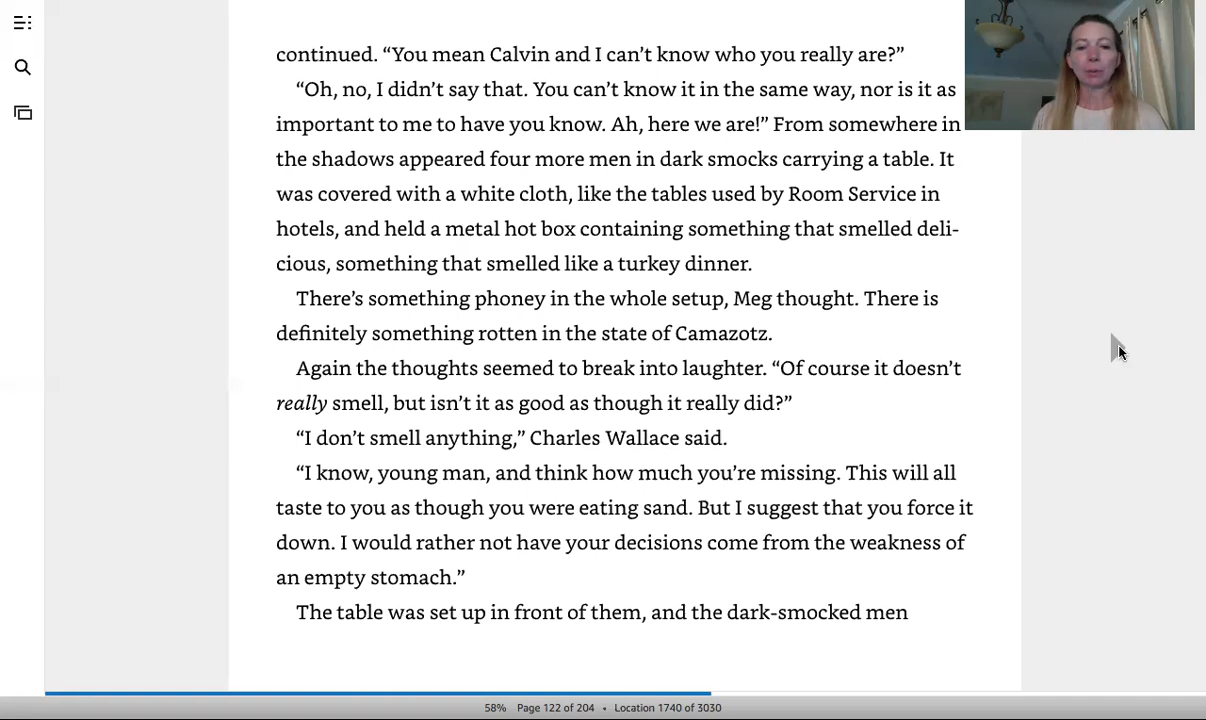 continued. “You mean Calvin and I can’t know who you really are?”
“Oh, no, I didn’t say that. You can’t know it in the same way, nor is it as
important to me to have you know. Ah, here we are!” From somewhere in
the shadows appeared four more men in dark smocks carrying a table. It
was covered with a white cloth, like the tables used by Room Service in
hotels, and held a metal hot box containing something that smelled deli-
cious, something that smelled like a turkey dinner.
There’s something phoney in the whole setup, Meg thought. There is
definitely something rotten in the state of Camazotz.
Again the thoughts seemed to break into laughter. “Of course it doesn’t
really smell, but isn’t it as good as though it really did?”
“I don’t smell anything,” Charles Wallace said.
“I know, young man, and think how much you’re missing. This will all
taste to you as though you were eating sand. But I suggest that you force it
down. I would rather not have your decisions come from the weakness of
an empty stomach.”
The table was set up in front of them, and the dark-smocked men
58% Page 122 of 204 • Location 1740 of 3030